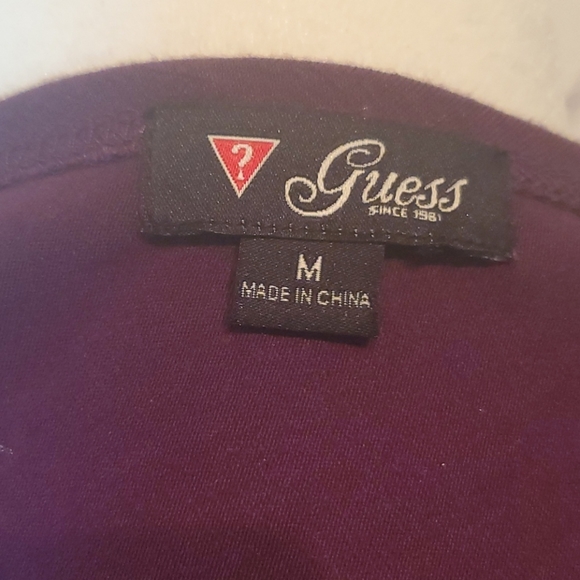 ?
Guess
SINCE 1981
M
MADE IN CHINA